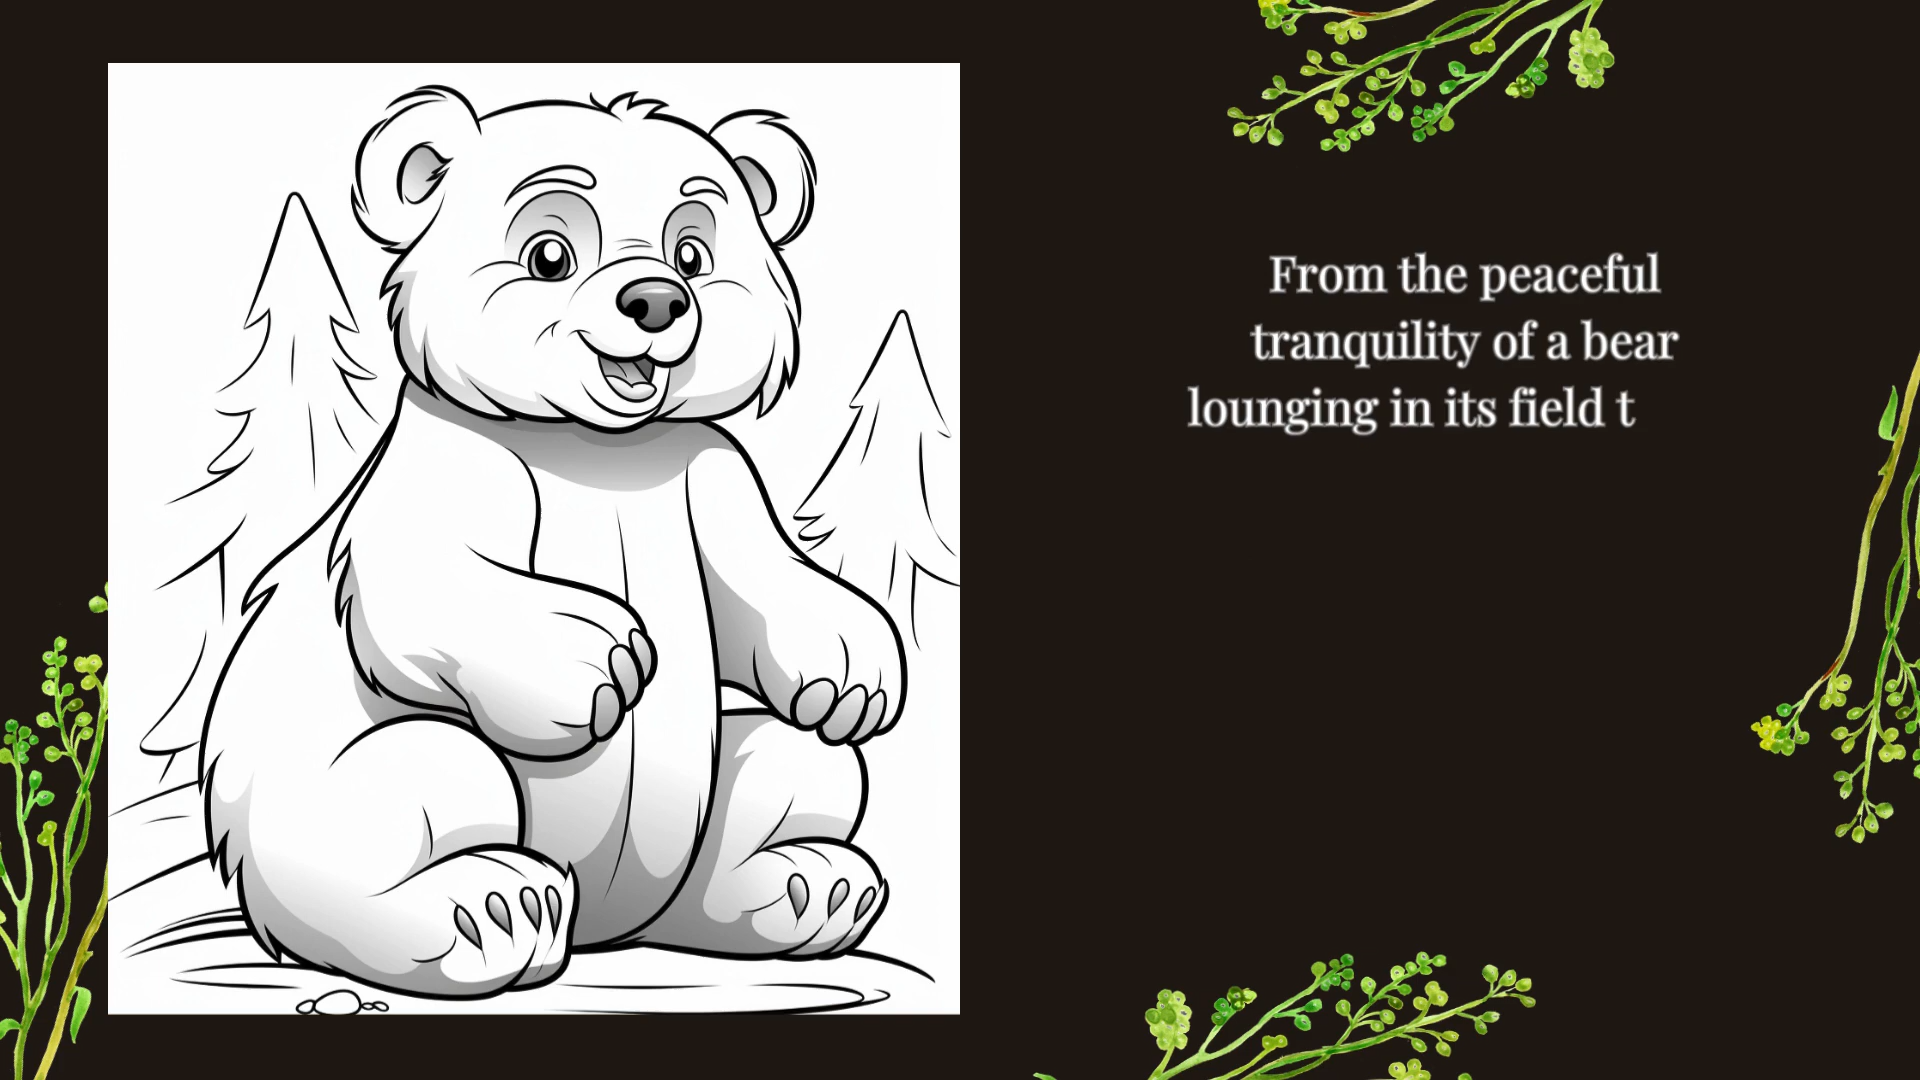 From the peaceful
tranquility of a bear
lounging in its field t